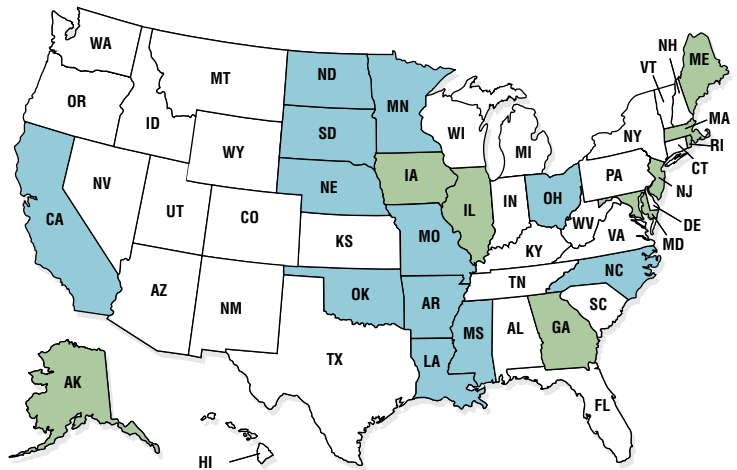 WA
MT
ND
MN
OR
ID
SD
WI
MI
NY
VT
NH
ME
MA
RI
CT
WY
NE
IA
IL
IN
OH
PA
NJ
CA
NV
UT
CO
KS
MO
KY
WV
VA
DE
MD
AZ
NM
OK
AR
TN
NC
SC
TX
LA
MS
AL
GA
FL
AK
HI